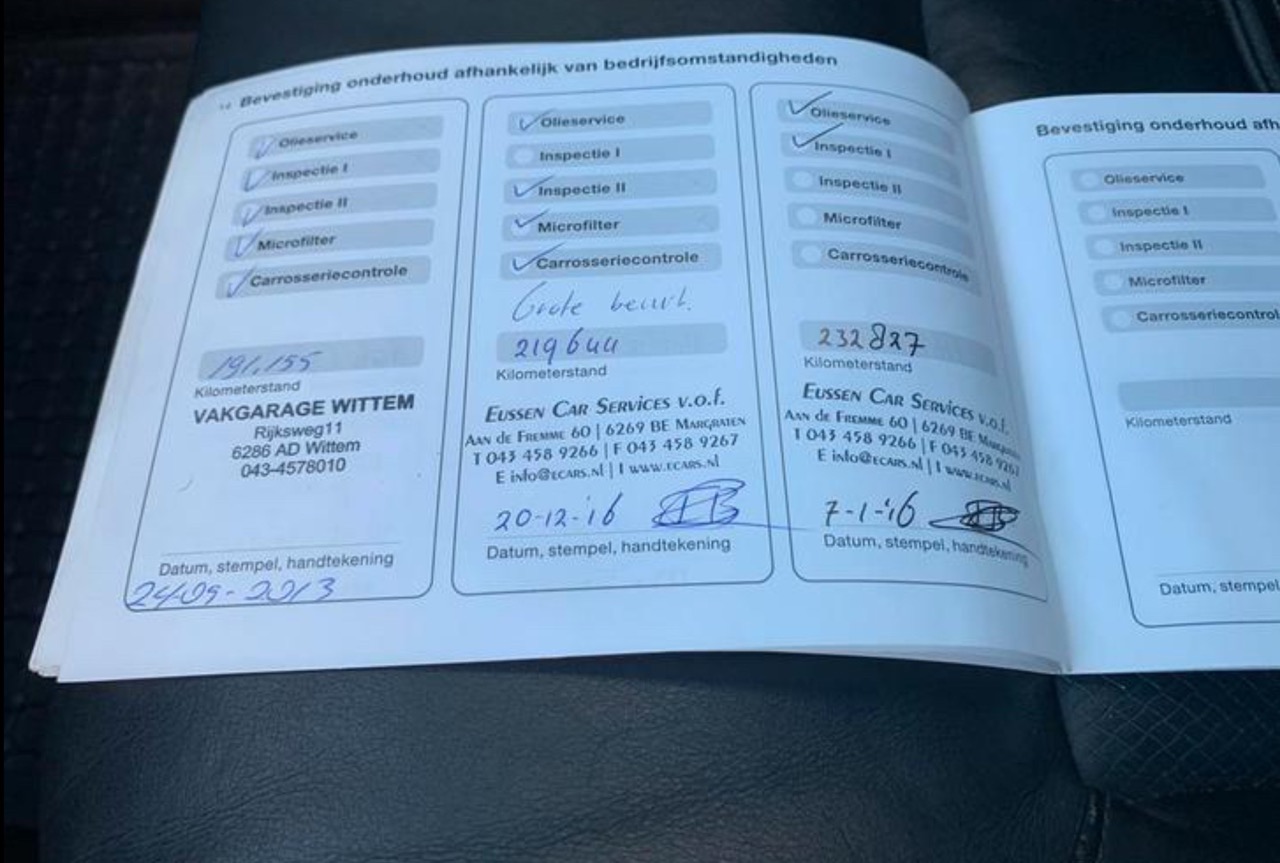 Bevestiging onderhoud afhankelijk van bedrijfsomstandigheden
Olieservice
Inspectie I
Inspectie II
Microfilter
Carrosseriecontrole
191.155
Kilometerstand
VAKGARAGE WITTEM
Rijksweg11
6286 AD Wittem
043-4578010
Datum, stempel, handtekening
24-09-2013
Olieservice
Inspectie I
Inspectie II
Microfilter
Carrosseriecontrole
Grote beurt.
219644
Kilometerstand
EUSSEN CAR SERVICES v.o.f.
AAN de FREMME 60 | 6269 BE MARGRATEN
T 043 458 9266 | F 043 458 9267
E info@ECARS.nl | I www.ECARS.nl
20-12-16
Datum, stempel, handtekening
Olieservice
Inspectie I
Inspectie II
Microfilter
Carrosseriecontrole
232827
Kilometerstand
EUSSEN CAR SERVICES v.o.f.
AAN de FREMME 60 | 6269 BE MARGRATEN
T 043 458 9266 | F 043 458 9267
E info@ECARS.nl | I www.ECARS.nl
7-1-'16
Datum, stempel, handtekening
Bevestiging onderhoud afh
Olieservice
Inspectie I
Inspectie II
Microfilter
Carrosseriecontrol
Kilometerstand
Datum, stempel